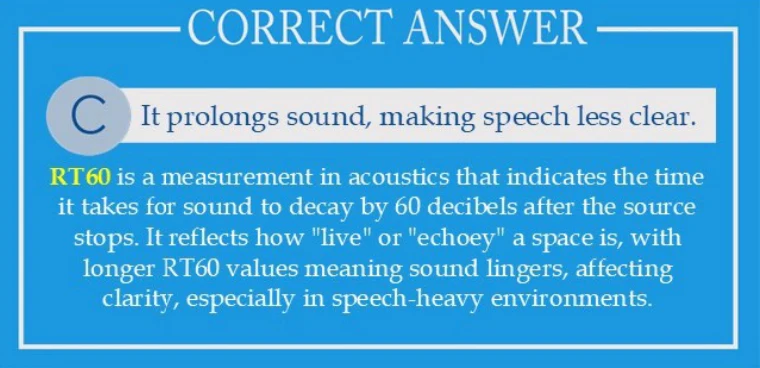 CORRECT ANSWER
C It prolongs sound, making speech less clear.
RT60 is a measurement in acoustics that indicates the time
it takes for sound to decay by 60 decibels after the source
stops. It reflects how "live" or "echoey" a space is, with
longer RT60 values meaning sound lingers, affecting
clarity, especially in speech-heavy environments.